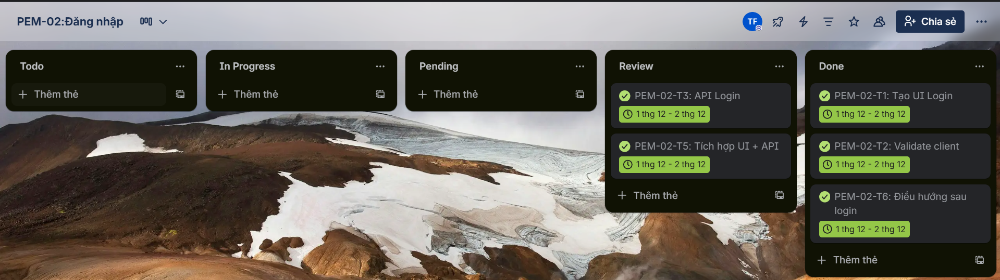 PEM-02:Đăng nhập
TF
Chia sẻ
Todo
Thêm thẻ
In Progress
Thêm thẻ
Pending
Thêm thẻ
Review
PEM-02-T3: API Login
1 thg 12 - 2 thg 12
PEM-02-T5: Tích hợp UI + API
1 thg 12 - 2 thg 12
Thêm thẻ
Done
PEM-02-T1: Tạo UI Login
1 thg 12 - 2 thg 12
PEM-02-T2: Validate client
1 thg 12 - 2 thg 12
PEM-02-T6: Điều hướng sau
login
1 thg 12 - 2 thg 12
Thêm thẻ